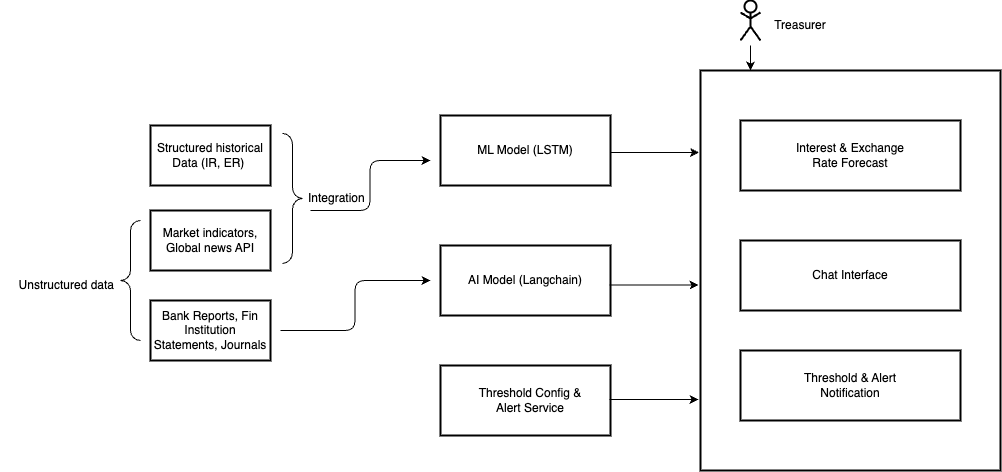 Treasurer
Structured historical
Data (IR, ER)
Integration
Market indicators,
Global news API
Unstructured data
Bank Reports, Fin
Institution
Statements, Journals
ML Model (LSTM)
AI Model (Langchain)
Threshold Config &
Alert Service
Interest & Exchange
Rate Forecast
Chat Interface
Threshold & Alert
Notification